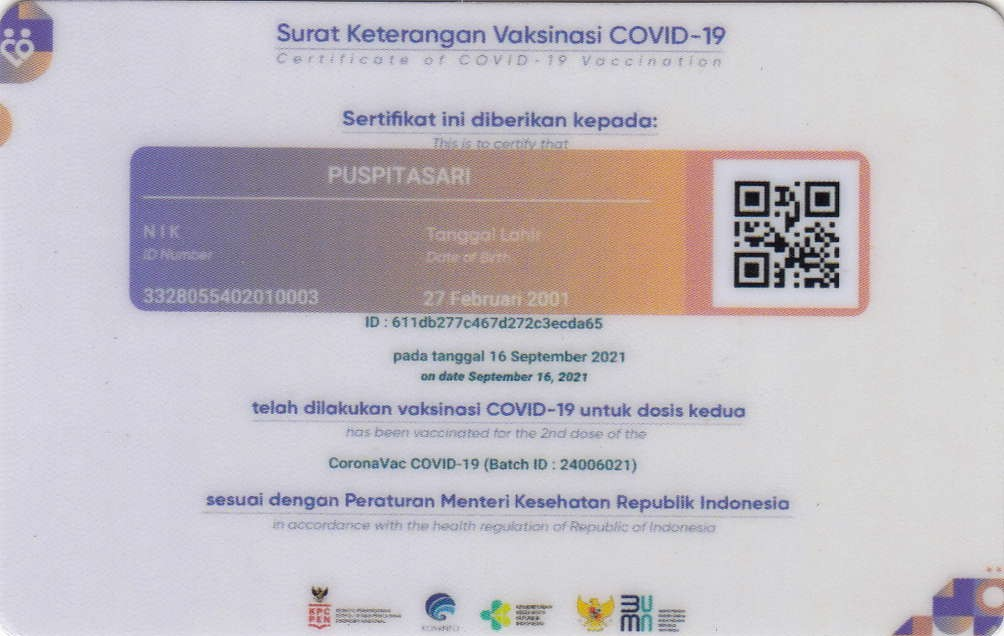 Surat Keterangan Vaksinasi COVID-19
Certificate of COVID-19 Vaccination
Sertifikat ini diberikan kepada:
This is to certify that
PUSPITASARI
NIK
Tanggal Lahir
ID Number
Date of Birth
3328055402010003
27 Februari 2001
ID : 611db277c467d272c3ecda65
pada tanggal 16 September 2021
on date September 16, 2021
telah dilakukan vaksinasi COVID-19 untuk dosis kedua
has been vaccinated for the 2nd dose of the
CoronaVac COVID-19 (Batch ID : 24006021)
sesuai dengan Peraturan Menteri Kesehatan Republik Indonesia
in accordance with the health regulation of Republic of Indonesia
KPC
PEN
KOMINFO
BUMN